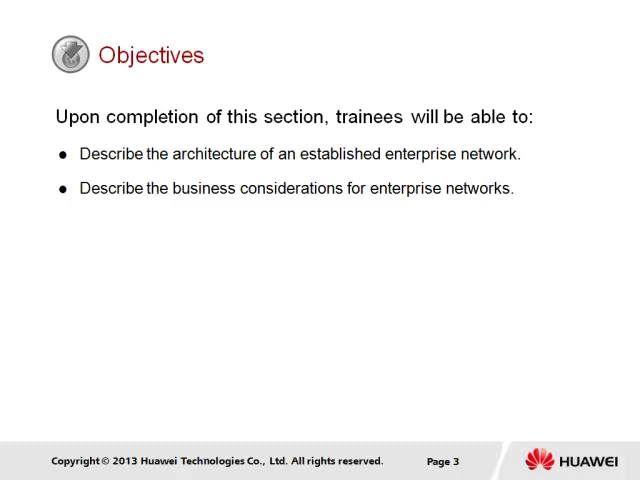 Objectives
Upon completion of this section, trainees will be able to:
● Describe the architecture of an established enterprise network.
● Describe the business considerations for enterprise networks.
Copyright © 2013 Huawei Technologies Co., Ltd. All rights reserved.
Page 3
HUAWEI